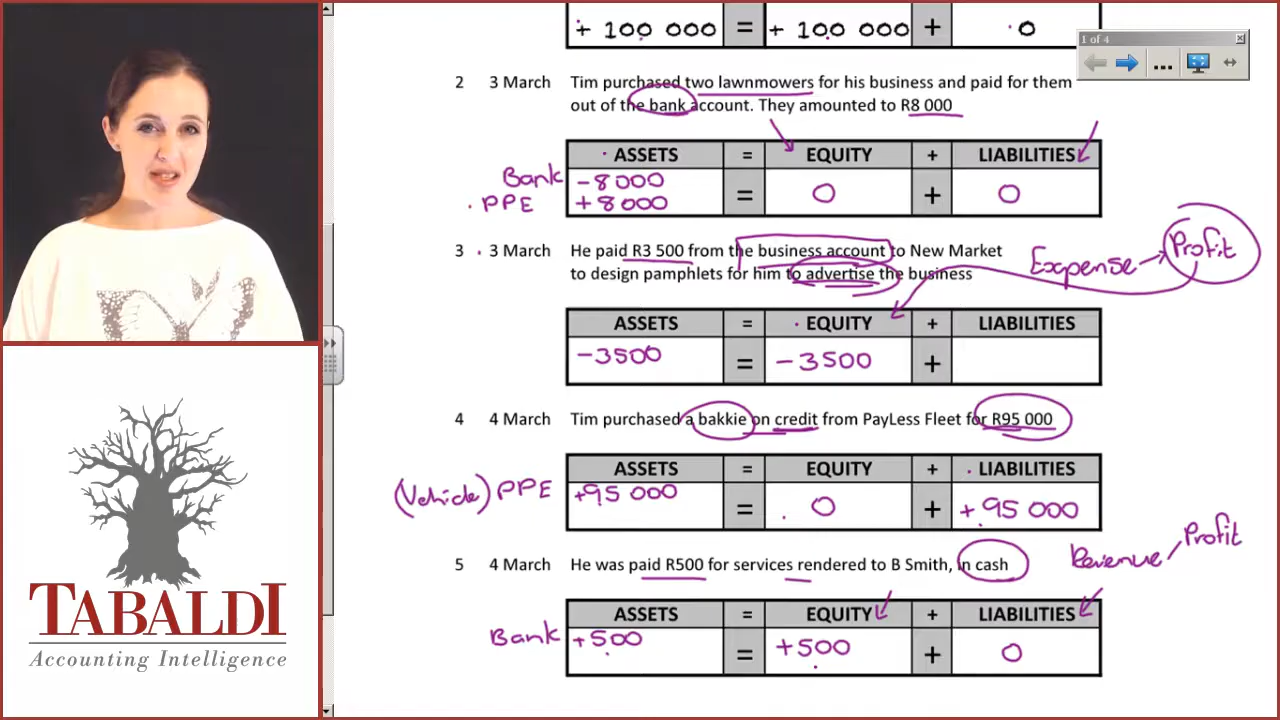 + 100 000 = + 100 000 + 0
1 of 4
2 3 March Tim purchased two lawnmowers for his business and paid for them
out of the bank account. They amounted to R8 000
ASSETS = EQUITY + LIABILITIES
Bank -8000
PPE +8000 = 0 + 0
3 3 March He paid R3 500 from the business account to New Market
to design pamphlets for him to advertise the business
Expense → Profit
ASSETS = EQUITY + LIABILITIES
-3500 = -3500 +
4 4 March Tim purchased a bakkie on credit from PayLess Fleet for R95 000
ASSETS = EQUITY + LIABILITIES
(Vehicle) PPE +95 000 = 0 + +95 000
5 4 March He was paid R500 for services rendered to B Smith, in cash
Revenue Profit
ASSETS = EQUITY + LIABILITIES
Bank +500 = +500 + 0
TABALDI
Accounting Intelligence